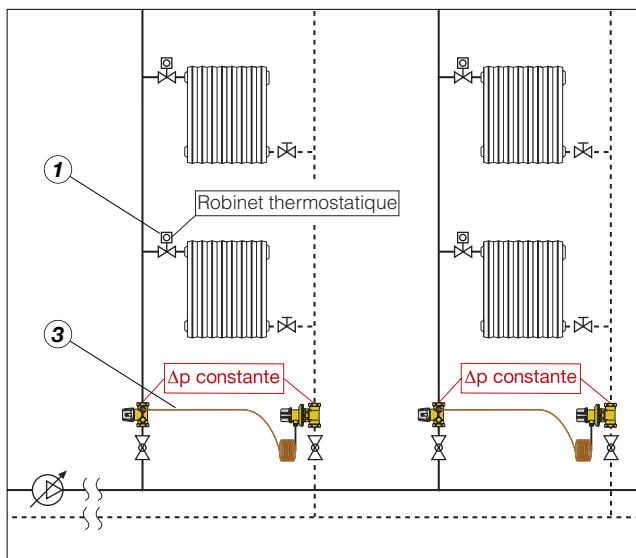 1
Robinet thermostatique
3
Δp constante
Δp constante